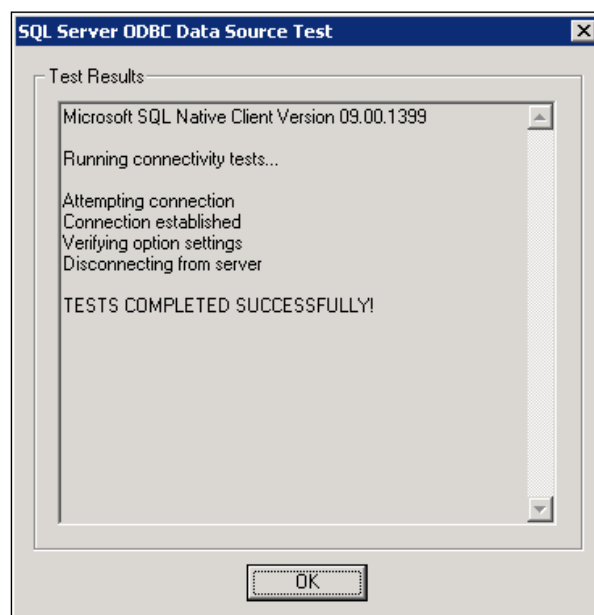 SQL Server ODBC Data Source Test
Test Results
Microsoft SQL Native Client Version 09.00.1399
Running connectivity tests...
Attempting connection
Connection established
Verifying option settings
Disconnecting from server
TESTS COMPLETED SUCCESSFULLY!
OK